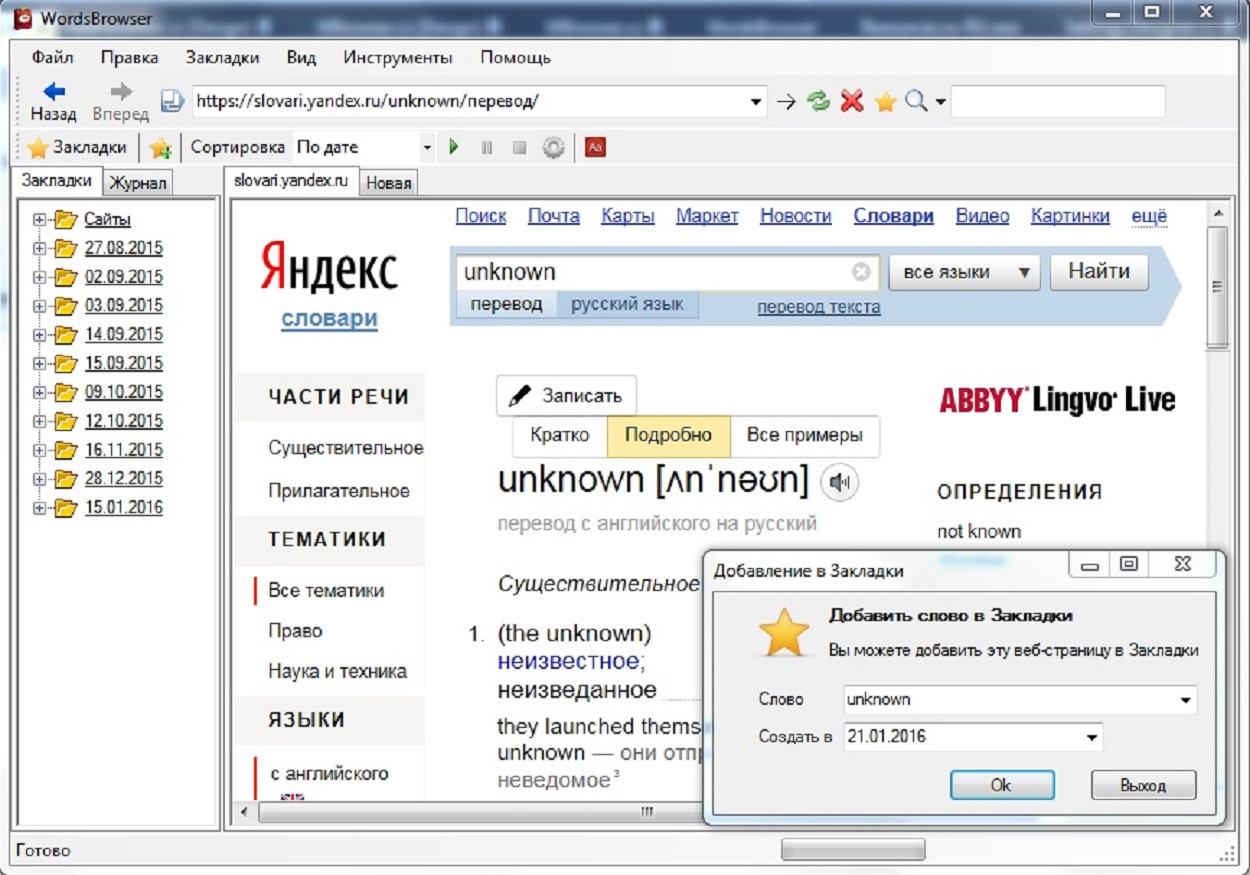 WordsBrowser
Файл Правка Закладки Вид Инструменты Помощь
Назад Вперед https://slovari.yandex.ru/unknown/перевод/
Закладки Сортировка По дате Aa
Закладки Журнал slovari.yandex.ru Новая
Сайты
27.08.2015
02.09.2015
03.09.2015
14.09.2015
15.09.2015
09.10.2015
12.10.2015
16.11.2015
28.12.2015
15.01.2016
Поиск Почта Карты Маркет Новости Словари Видео Картинки ещё
Яндекс
словари
unknown все языки Найти
перевод русский язык перевод текста
ЧАСТИ РЕЧИ
Существительное
Прилагательное
ТЕМАТИКИ
Все тематики
Право
Наука и техника
ЯЗЫКИ
с английского
Записать
Кратко Подробно Все примеры
unknown [ʌnˈnəʊn]
перевод с английского на русский
Существительное
1. (the unknown)
неизвестное;
неизведанное
they launched thems
unknown — они отпр
неведомое³
ABBYY Lingvo Live
ОПРЕДЕЛЕНИЯ
not known
Добавление в Закладки
Добавить слово в Закладки
Вы можете добавить эту веб-страницу в Закладки
Слово unknown
Создать в 21.01.2016
Ok Выход
Готово